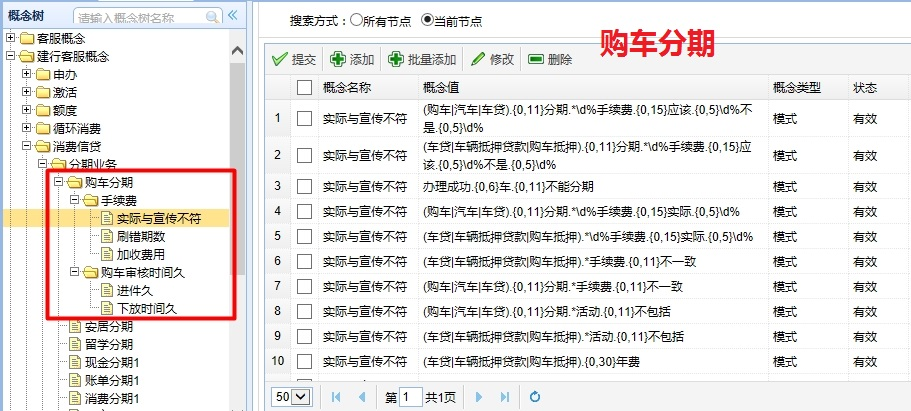 概念树
请输入概念树名称
客服概念
建行客服概念
申办
激活
额度
循环消费
消费信贷
分期业务
购车分期
手续费
实际与宣传不符
刷错期数
加收费用
购车审核时间久
进件久
下放时间久
安居分期
留学分期
现金分期1
账单分期1
消费分期1
搜索方式： 所有节点 当前节点
购车分期
提交 添加 批量添加 修改 删除
概念名称 概念值 概念类型 状态
1 实际与宣传不符 (购车|汽车|车贷).{0,11}分期.*\d%手续费.{0,15}应该.{0,5}\d%不是.{0,5}\d% 模式 有效
2 实际与宣传不符 (车贷|车辆抵押贷款|购车抵押).{0,11}分期.*\d%手续费.{0,15}应该.{0,5}\d%不是.{0,5}\d% 模式 有效
3 实际与宣传不符 办理成功.{0,6}车.{0,11}不能分期 模式 有效
4 实际与宣传不符 (购车|汽车|车贷).{0,11}分期.*\d%手续费.{0,15}实际.{0,5}\d% 模式 有效
5 实际与宣传不符 (车贷|车辆抵押贷款|购车抵押).*\d%手续费.{0,15}实际.{0,5}\d% 模式 有效
6 实际与宣传不符 (车贷|车辆抵押贷款|购车抵押).*手续费.{0,11}不一致 模式 有效
7 实际与宣传不符 (购车|汽车|车贷).{0,11}分期.*手续费.{0,11}不一致 模式 有效
8 实际与宣传不符 (购车|汽车|车贷).{0,11}分期.*活动.{0,11}不包括 模式 有效
9 实际与宣传不符 (车贷|车辆抵押贷款|购车抵押).*活动.{0,11}不包括 模式 有效
10 实际与宣传不符 (车贷|车辆抵押贷款|购车抵押).{0,30}年费 模式 有效
50 第 1 共1页